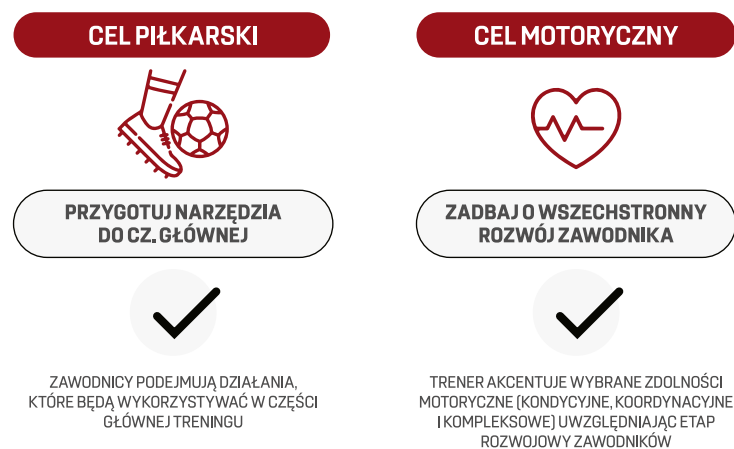 CEL PIŁKARSKI
PRZYGOTUJ NARZĘDZIA
DO CZ. GŁÓWNEJ
ZAWODNICY PODEJMUJĄ DZIAŁANIA,
KTÓRE BĘDĄ WYKORZYSTYWAĆ W CZĘŚCI
GŁÓWNEJ TRENINGU
CEL MOTORYCZNY
ZADBAJ O WSZECHSTRONNY
ROZWÓJ ZAWODNIKA
TRENER AKCENTUJE WYBRANE ZDOLNOŚCI
MOTORYCZNE (KONDYCYJNE, KOORDYNACYJNE
I KOMPLEKSOWE) UWZGLĘDNIAJĄC ETAP
ROZWOJOWY ZAWODNIKÓW